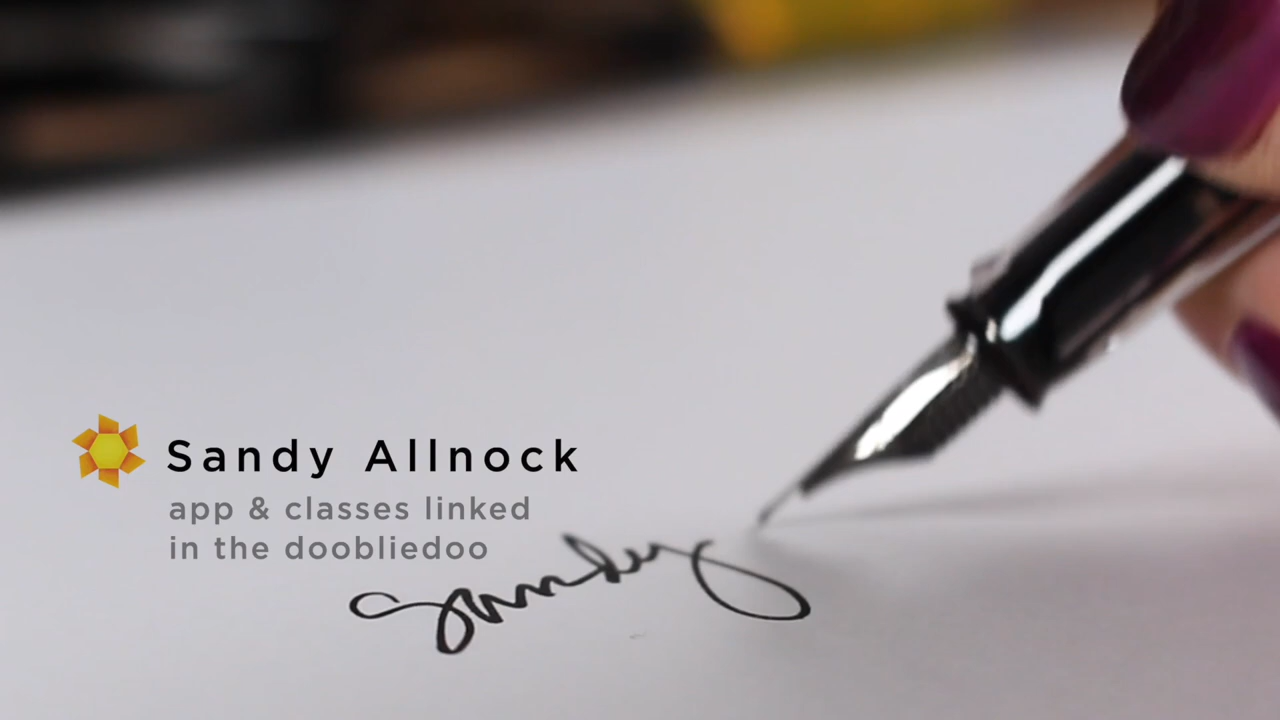 Sandy Allnock
app & classes linked
in the doobliedoo
Sandy